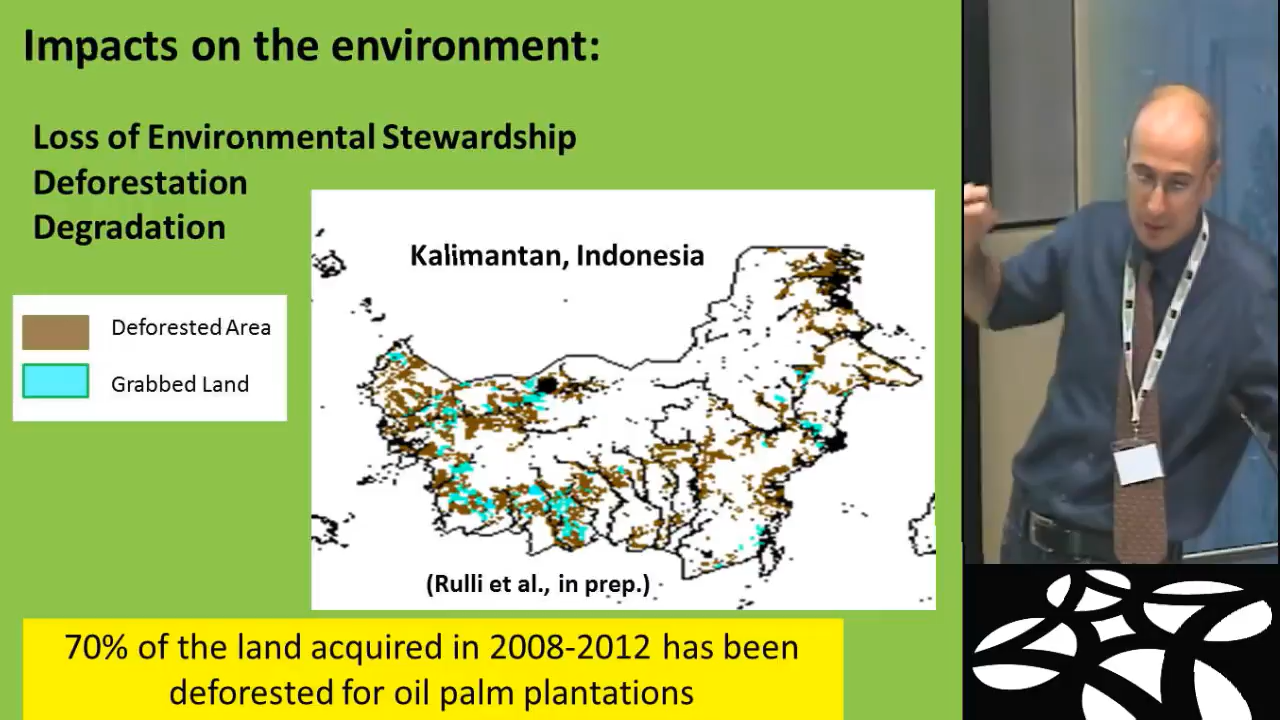 Impacts on the environment:
Loss of Environmental Stewardship
Deforestation
Degradation
Kalimantan, Indonesia
Deforested Area
Grabbed Land
(Rulli et al., in prep.)
70% of the land acquired in 2008-2012 has been
deforested for oil palm plantations